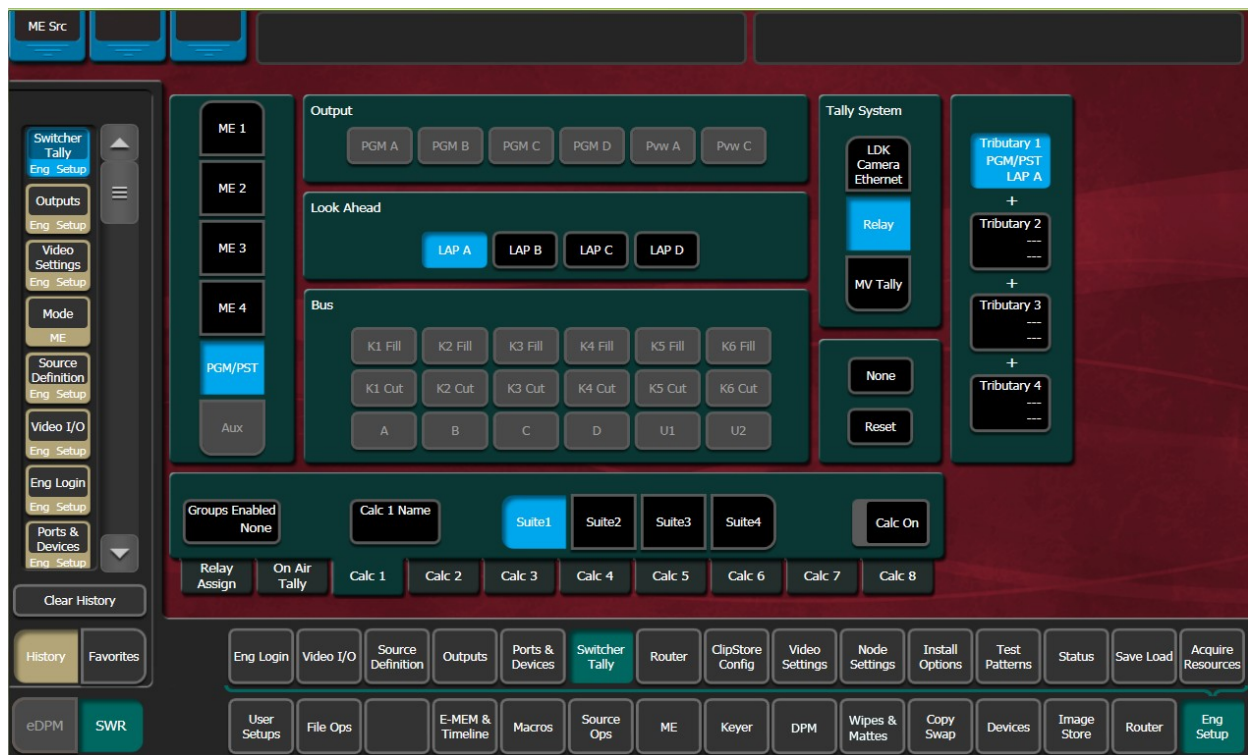 ME Src
Switcher
Tally
Eng Setup
Outputs
Eng Setup
Video
Settings
Eng Setup
Mode
ME
Source
Definition
Eng Setup
Video I/O
Eng Setup
Eng Login
Eng Setup
Ports &
Devices
Eng Setup
Clear History
History Favorites
eDPM SWR
ME 1
ME 2
ME 3
ME 4
PGM/PST
Aux
Output
PGM A PGM B PGM C PGM D Pvw A Pvw C
Look Ahead
LAP A LAP B LAP C LAP D
Bus
K1 Fill K2 Fill K3 Fill K4 Fill K5 Fill K6 Fill
K1 Cut K2 Cut K3 Cut K4 Cut K5 Cut K6 Cut
A B C D U1 U2
Tally System
LDK
Camera
Ethernet
Relay
MV Tally
None
Reset
Tributary 1
PGM/PST
LAP A
+
Tributary 2
---
---
+
Tributary 3
---
---
+
Tributary 4
---
---
Groups Enabled
None
Calc 1 Name
Suite1 Suite2 Suite3 Suite4
Calc On
Relay
Assign
On Air
Tally
Calc 1 Calc 2 Calc 3 Calc 4 Calc 5 Calc 6 Calc 7 Calc 8
Eng Login
Video I/O
Source
Definition
Outputs
Ports &
Devices
Switcher
Tally
Router
ClipStore
Config
Video
Settings
Node
Settings
Install
Options
Test
Patterns
Status
Save Load
Acquire
Resources
User
Setups
File Ops
E-MEM &
Timeline
Macros
Source
Ops
ME
Keyer
DPM
Wipes &
Mattes
Copy
Swap
Devices
Image
Store
Router
Eng
Setup